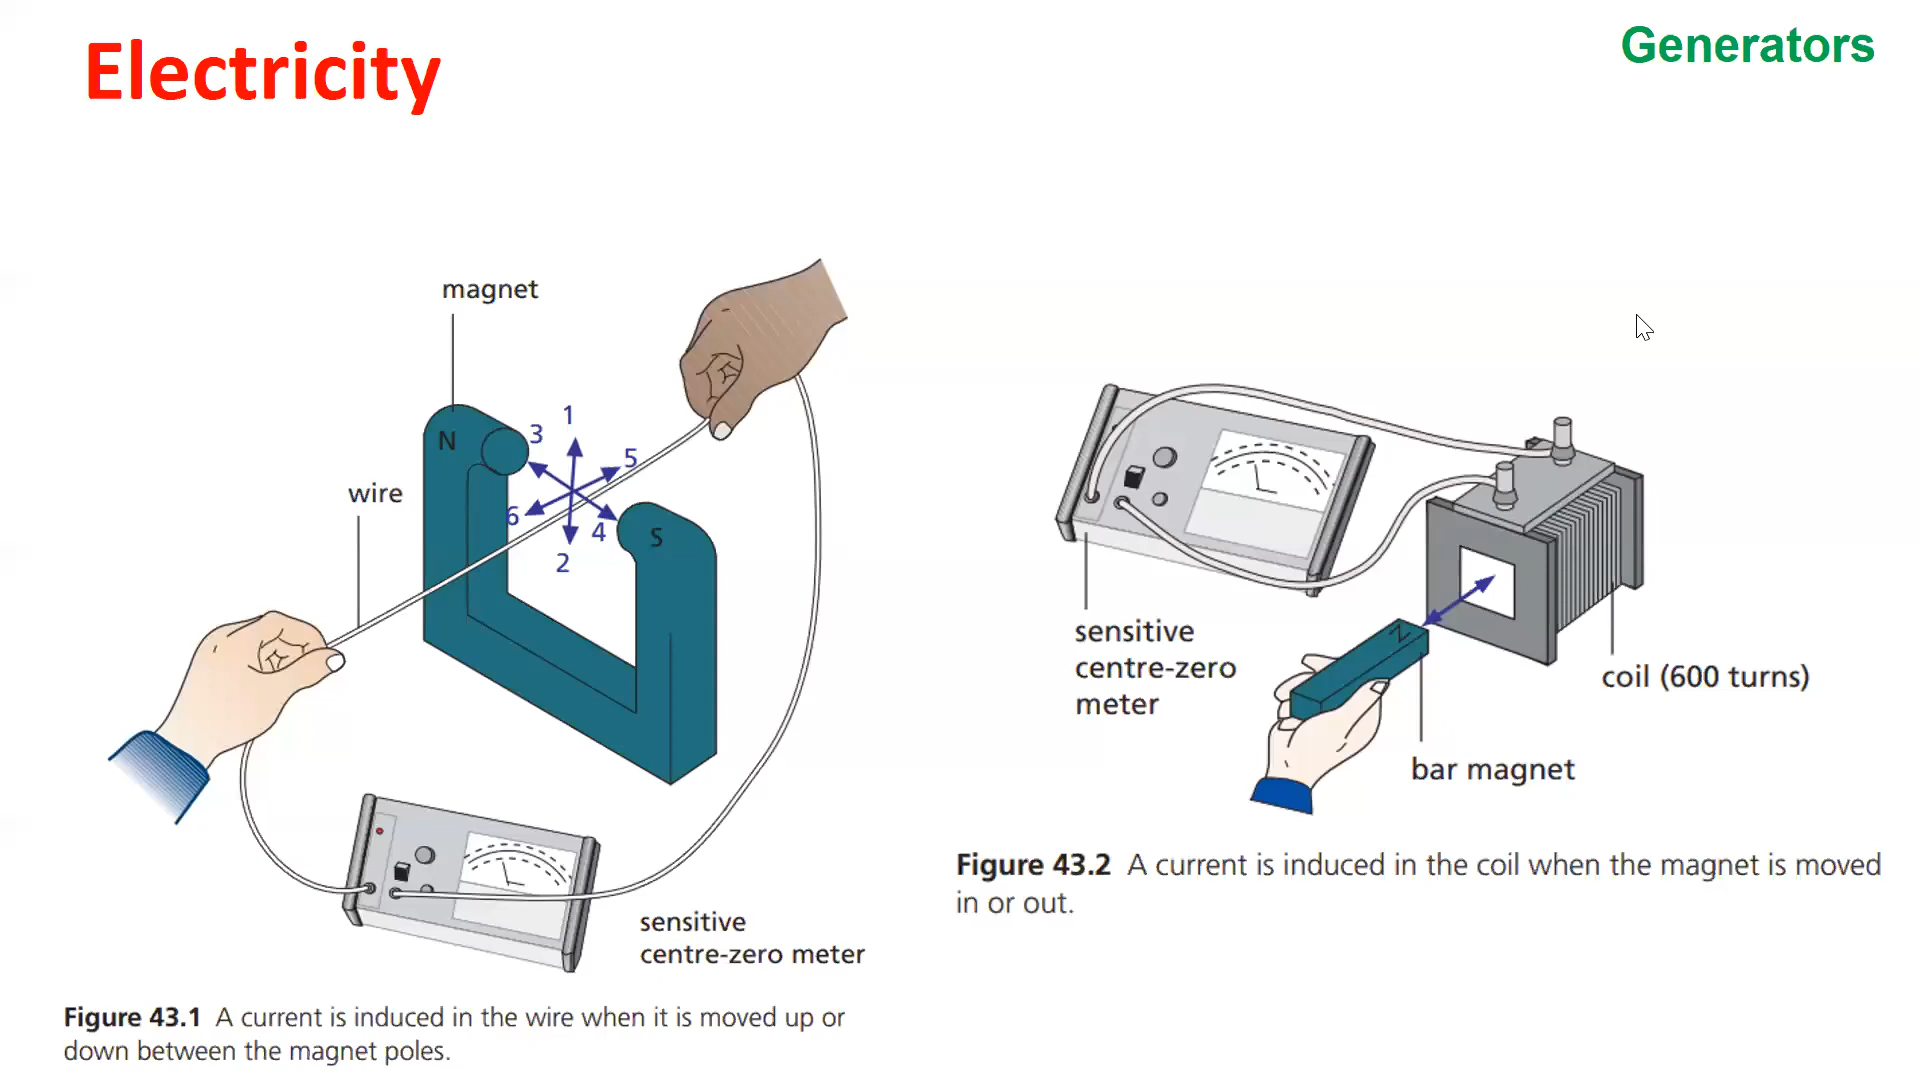 Electricity
Generators
magnet
N
3
1
5
wire
6
4
S
2
sensitive
centre-zero meter
Figure 43.1 A current is induced in the wire when it is moved up or
down between the magnet poles.
sensitive
centre-zero
meter
N
coil (600 turns)
bar magnet
Figure 43.2 A current is induced in the coil when the magnet is moved
in or out.